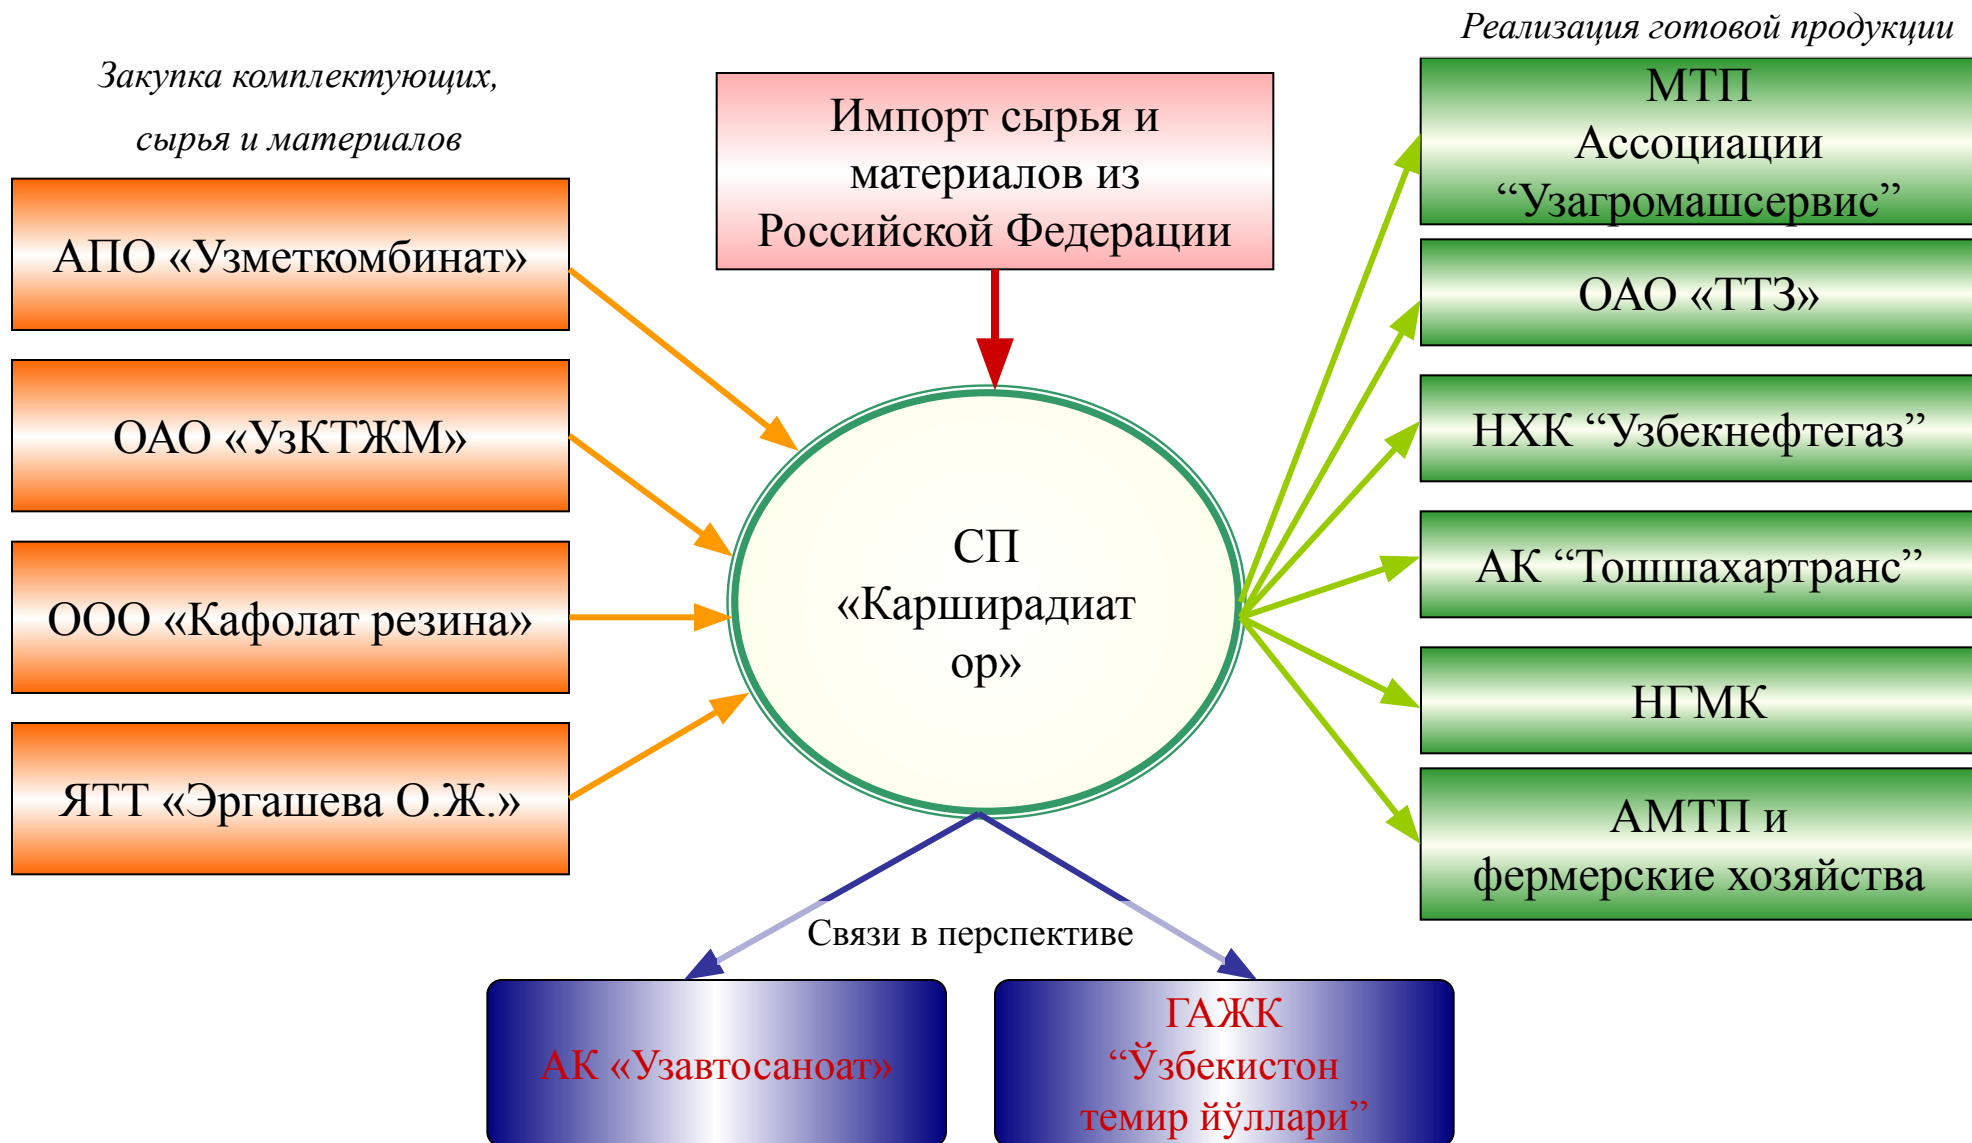 Закупка комплектующих,
сырья и материалов
АПО «Узметкомбинат»
ОАО «УзКТЖМ»
ООО «Кафолат резина»
ЯТТ «Эргашева О.Ж.»
Импорт сырья и
материалов из
Российской Федерации
СП
«Карширадиат
ор»
Реализация готовой продукции
МТП
Ассоциации
“Узагромашсервис”
ОАО «ТТЗ»
НХК “Узбекнефтегаз”
АК “Тошшахартранс”
НГМК
АМТП и
фермерские хозяйства
Связи в перспективе
АК «Узавтосаноат»
ГАЖК
“Ўзбекистон
темир йўллари”